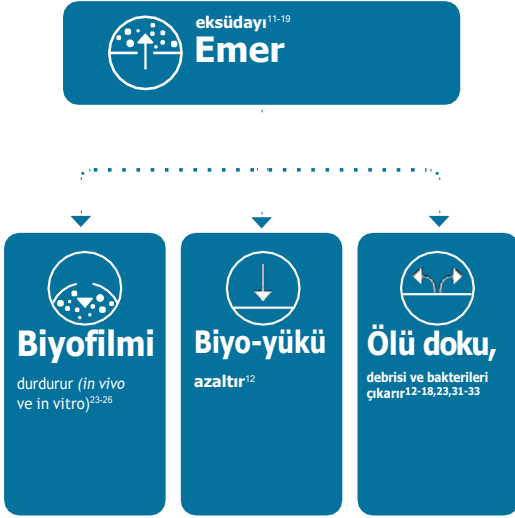 eksüdayı11-19
Emer
Biyofilmi
durdurur (in vivo
ve in vitro)23-26
Biyo-yükü
azaltır12
Ölü doku,
debrisi ve bakterileri
çıkarır12-18,23,31-33